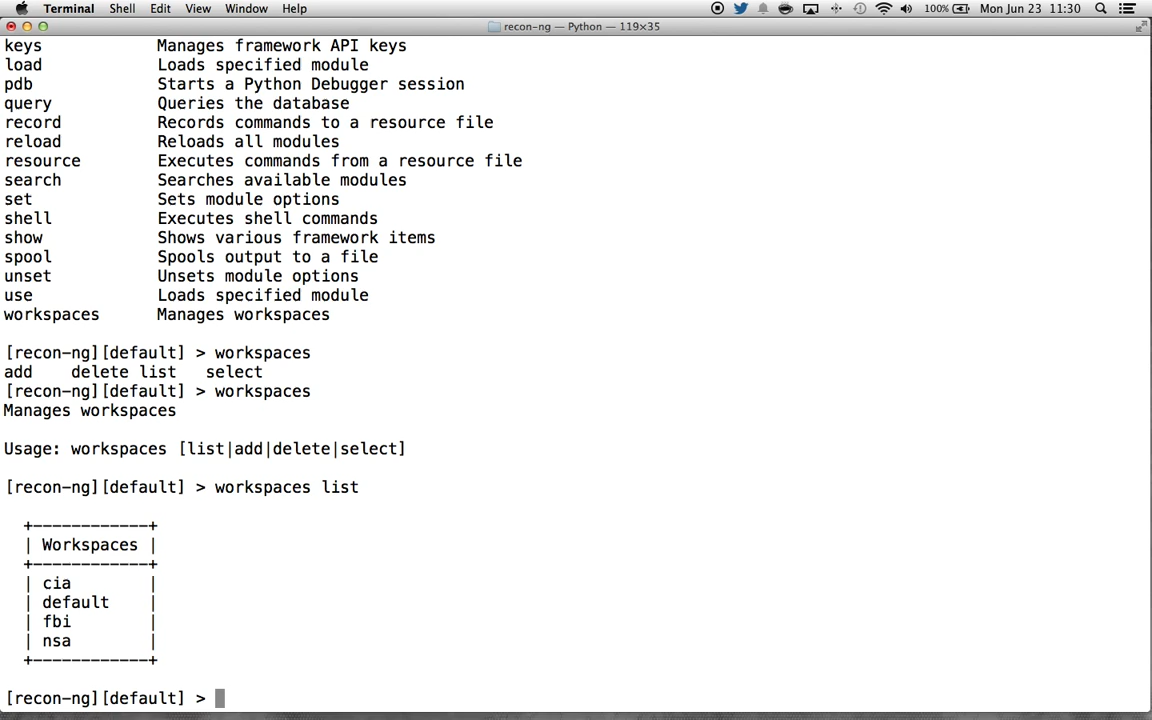 Terminal Shell Edit View Window Help 100% Mon Jun 23 11:30
recon-ng — Python — 119×35
keys Manages framework API keys
load Loads specified module
pdb Starts a Python Debugger session
query Queries the database
record Records commands to a resource file
reload Reloads all modules
resource Executes commands from a resource file
search Searches available modules
set Sets module options
shell Executes shell commands
show Shows various framework items
spool Spools output to a file
unset Unsets module options
use Loads specified module
workspaces Manages workspaces
[recon-ng][default] > workspaces
add delete list select
[recon-ng][default] > workspaces
Manages workspaces
Usage: workspaces [list|add|delete|select]
[recon-ng][default] > workspaces list
+------------+
| Workspaces |
+------------+
| cia |
| default |
| fbi |
| nsa |
+------------+
[recon-ng][default] >